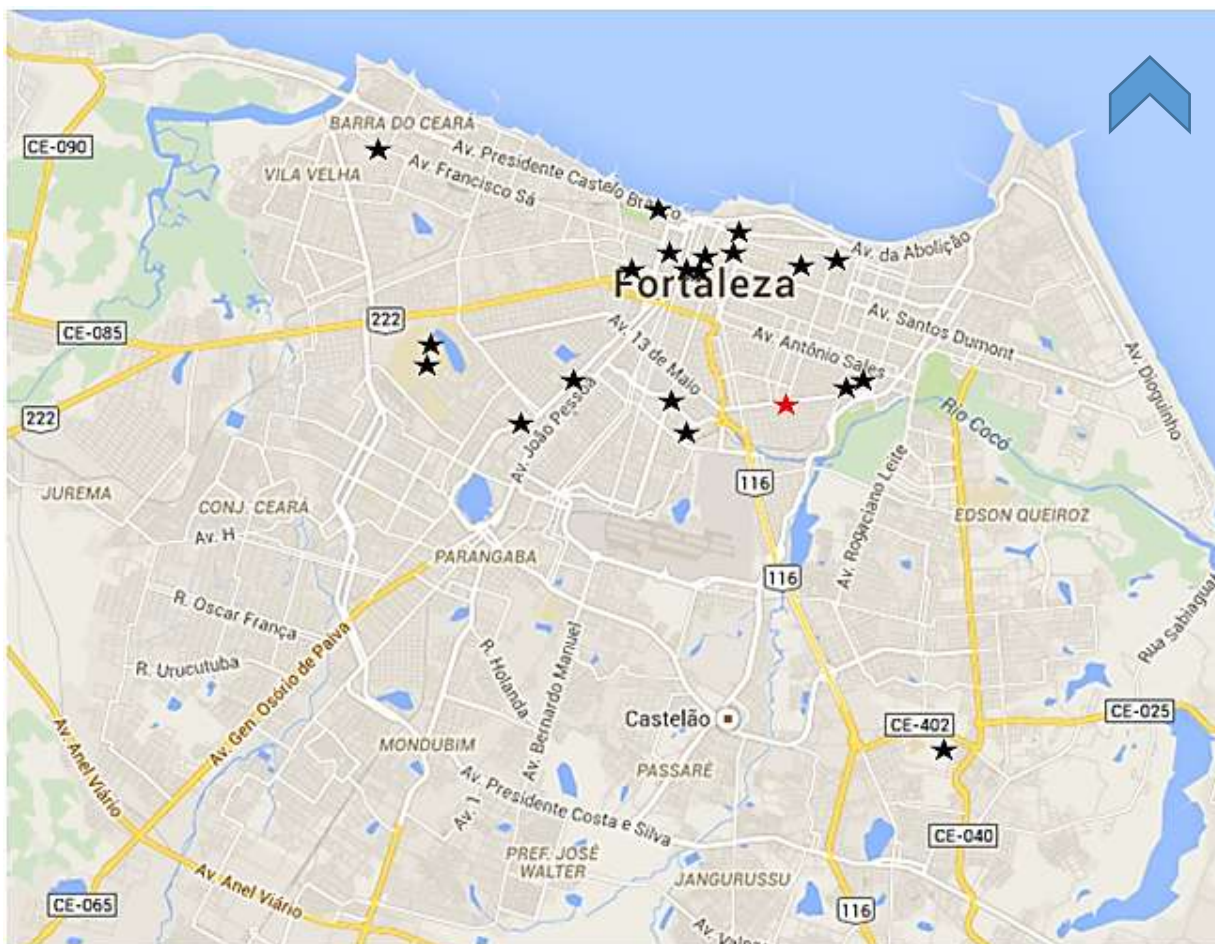 BARRA DO CEARÁ
CE-090
Av. Presidente Castelo Branco
VILA VELHA
Av. Francisco Sá
Av. da Abolição
Fortaleza
222
CE-085
Av. Santos Dumont
Av. 13 de Maio
Av. Antônio Sales
Av. Dioguinho
Av. João Pessoa
Rio Cocó
222
116
JUREMA
CONJ. CEARÁ
Av. Rogaciano Leite
EDSON QUEIROZ
Av. H
PARANGABA
116
R. Oscar França
Rua Sabiaguaba
R. Urucutuba
Av. Gen. Osório de Paiva
R. Holanda
Av. Bernardo Manuel
Castelão
CE-402
CE-025
MONDUBIM
PASSARÉ
Av. Anel Viário
Av. 1
Av. Presidente Costa e Silva
CE-040
PREF. JOSÉ
WALTER
JANGURUSSU
Av. Anel Viário
CE-065
116